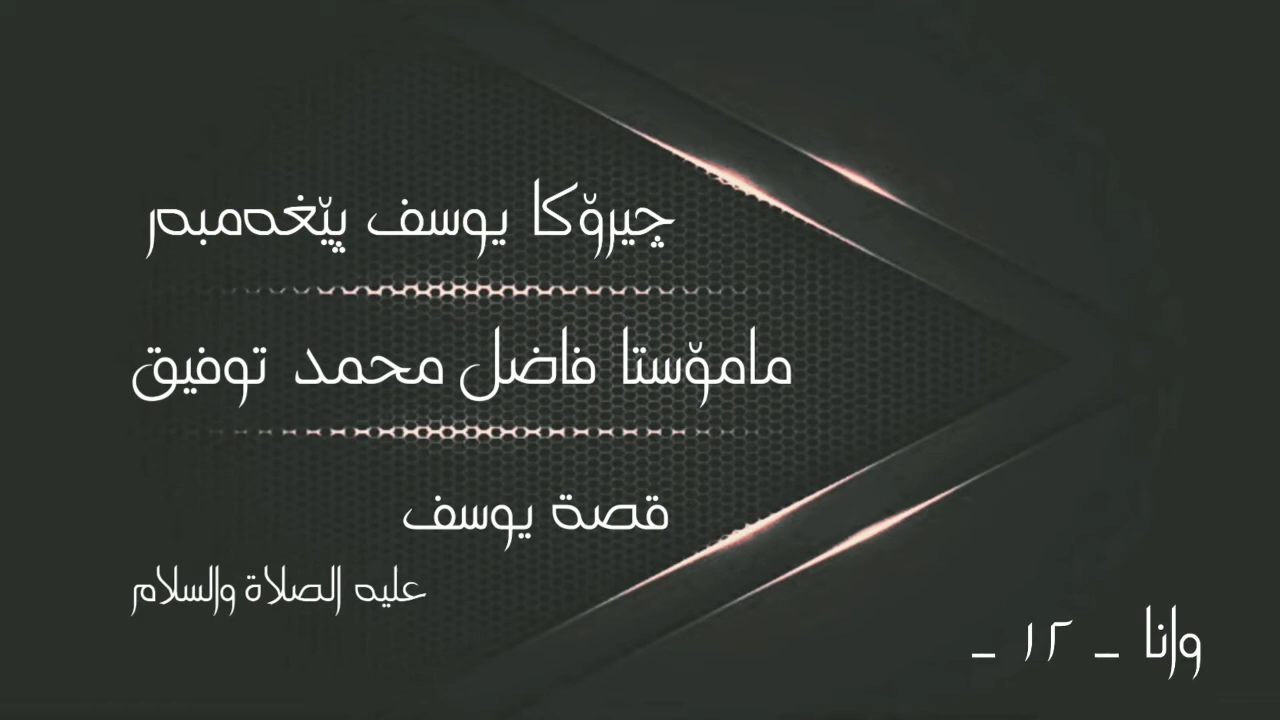 چیرۆکا یوسف پێغەمبەر
مامۆستا فاضل محمد توفیق
قصة یوسف
علیه الصلاة والسلام
وانا _ ١٢ _